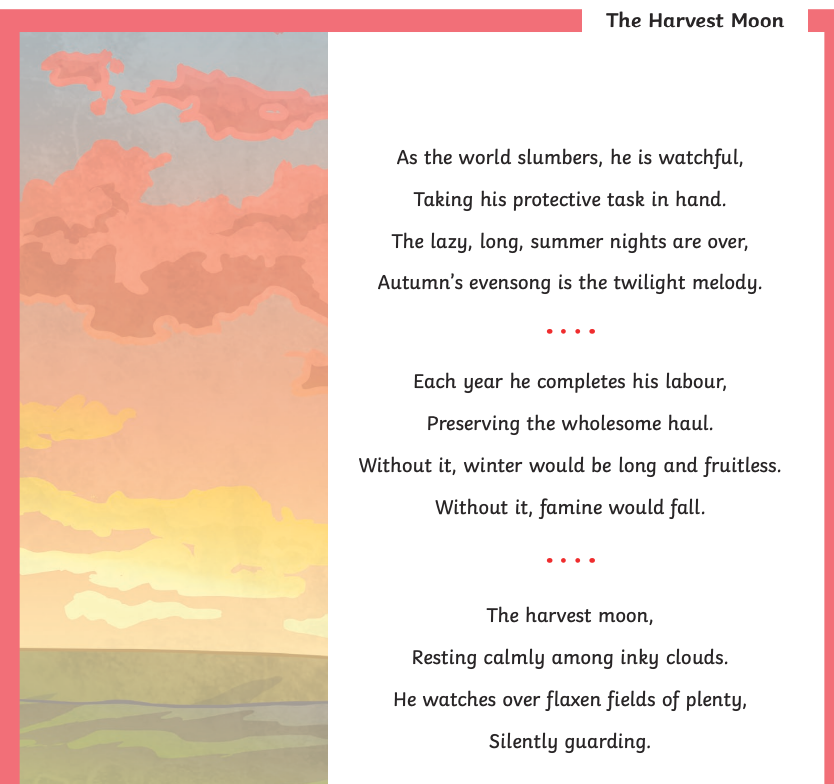 The Harvest Moon
As the world slumbers, he is watchful,
Taking his protective task in hand.
The lazy, long, summer nights are over,
Autumn’s evensong is the twilight melody.
Each year he completes his labour,
Preserving the wholesome haul.
Without it, winter would be long and fruitless.
Without it, famine would fall.
The harvest moon,
Resting calmly among inky clouds.
He watches over flaxen fields of plenty,
Silently guarding.